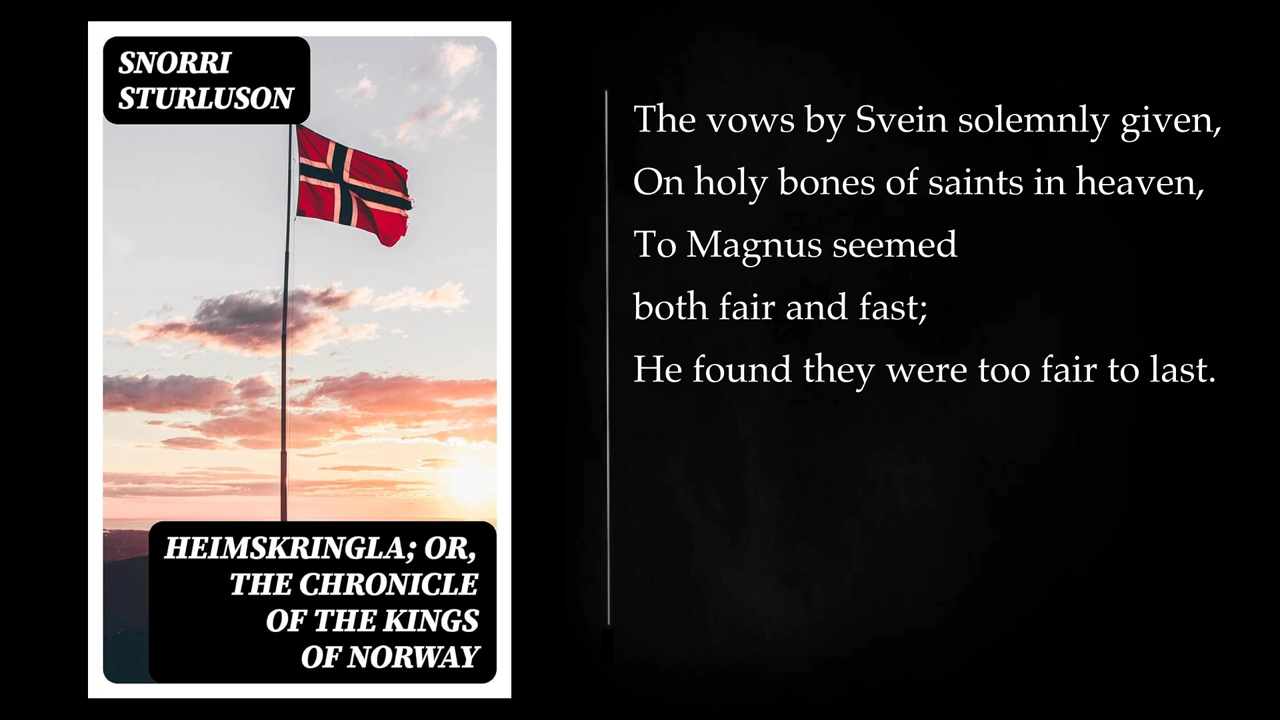 SNORRI
STURLUSON
HEIMSKRINGLA; OR,
THE CHRONICLE
OF THE KINGS
OF NORWAY
The vows by Svein solemnly given,
On holy bones of saints in heaven,
To Magnus seemed
both fair and fast;
He found they were too fair to last.